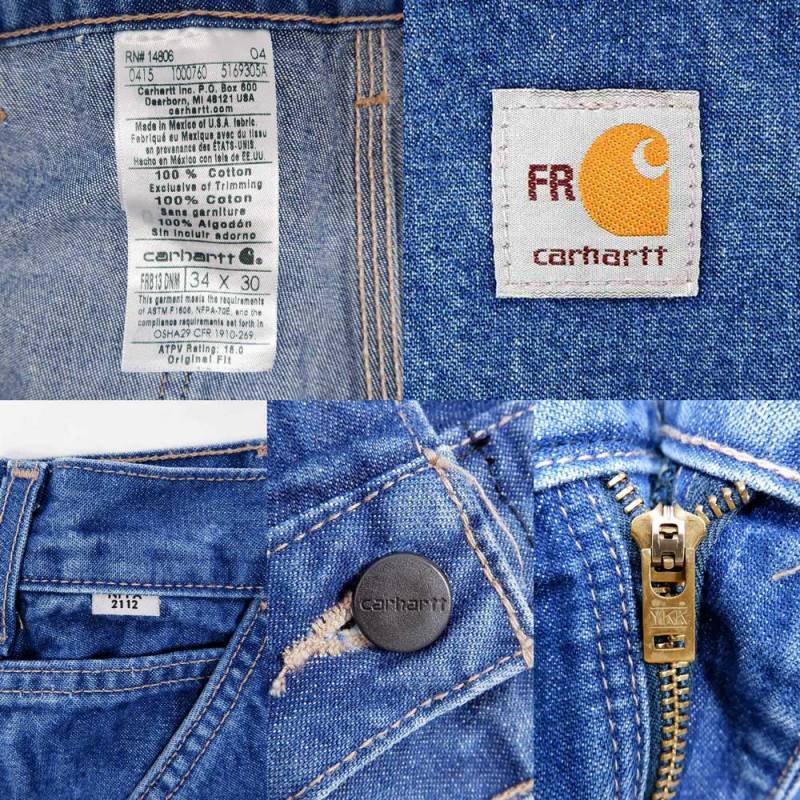 RN# 14806 04
0415 1000760 5169305A
Carhartt Inc. P.O. Box 600
Dearborn, MI 48121 USA
carhartt.com
Made in Mexico of U.S.A. fabric.
Fabriqué au Mexique avec du tissu
en provenance des ÉTATS-UNIS.
Hecho en México con tela de EE.UU.
100 % Cotton
Exclusive of Trimming
100% Coton
Sans garniture
100% Algodón
Sin incluir adorno
carhartt
FRB13 DNM 34 X 30
This garment meets the requirements
of ASTM F1506, NFPA-70E, and the
compliance requirements set forth in
OSHA29 CFR 1910-269.
ATPV Rating: 16.0
Original Fit
FR
carhartt
NFPA
2112
carhartt
YKK